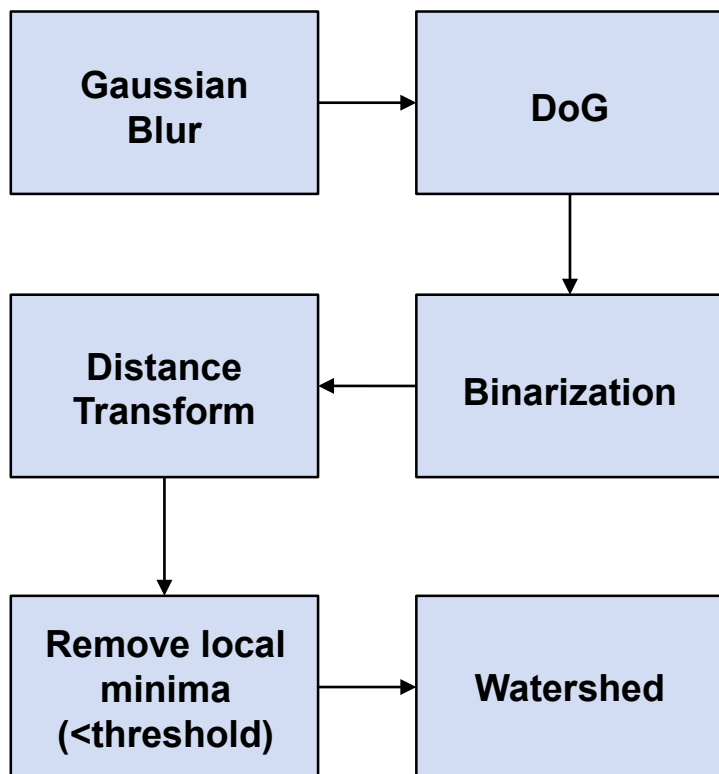 Gaussian
Blur
DoG
Distance
Transform
Binarization
Remove local
minima
(<threshold)
Watershed